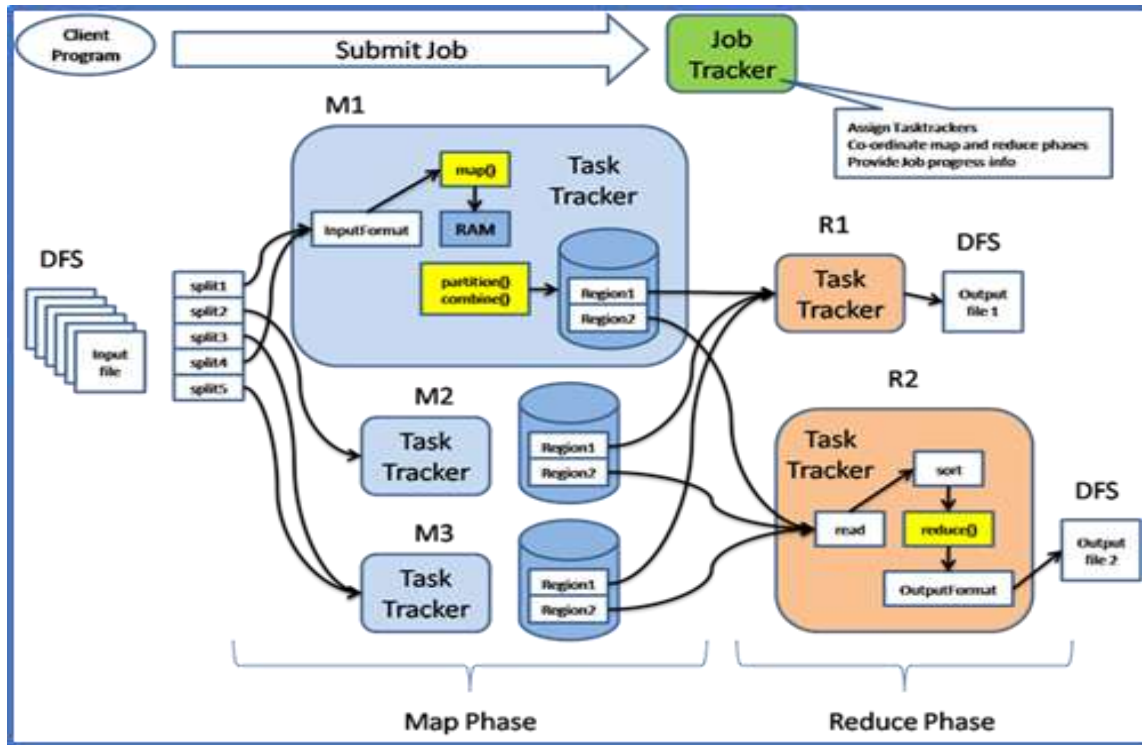 Client
Program
Submit Job
Job
Tracker
Assign Tasktrackers
Co-ordinate map and reduce phases
Provide Job progress info
M1
Task
Tracker
map()
InputFormat
RAM
partition()
combine()
Region1
Region2
DFS
Input
file
split1
split2
split3
split4
split5
M2
Task
Tracker
Region1
Region2
M3
Task
Tracker
Region1
Region2
R1
Task
Tracker
DFS
Output
file 1
R2
Task
Tracker
sort
read
reduce()
OutputFormat
DFS
Output
file 2
Map Phase
Reduce Phase